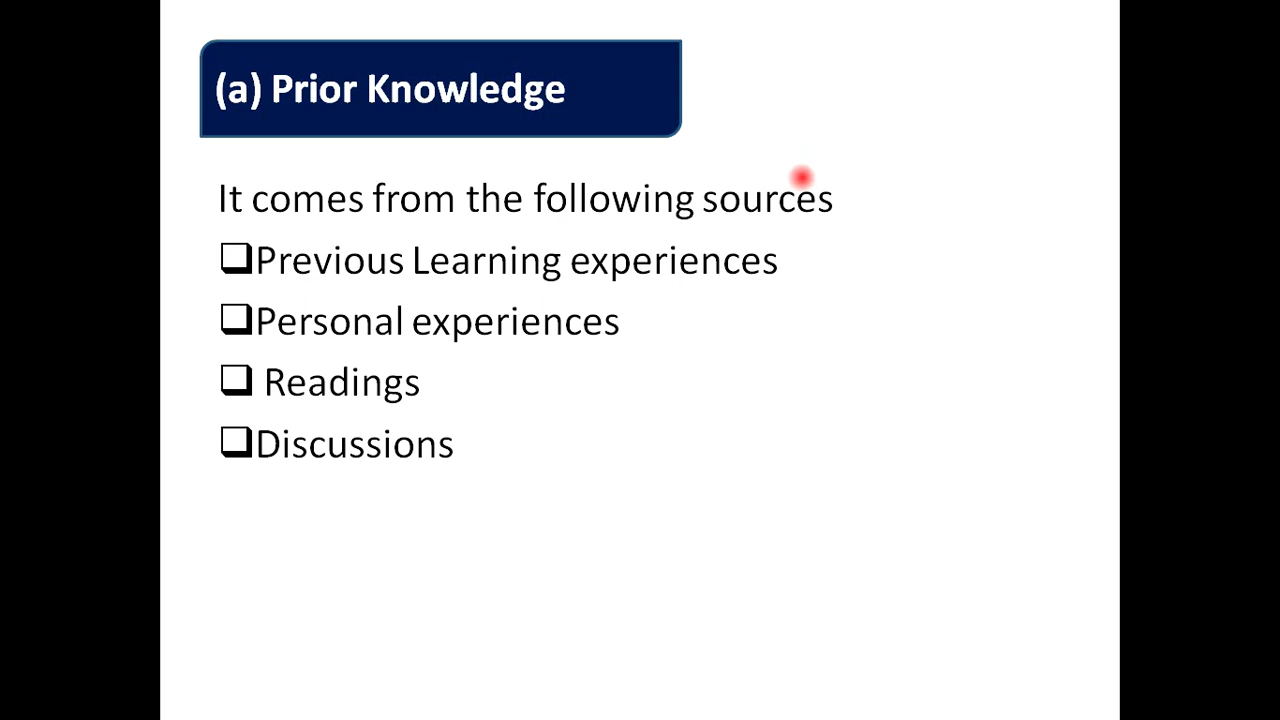 (a) Prior Knowledge
It comes from the following sources
Previous Learning experiences
Personal experiences
Readings
Discussions